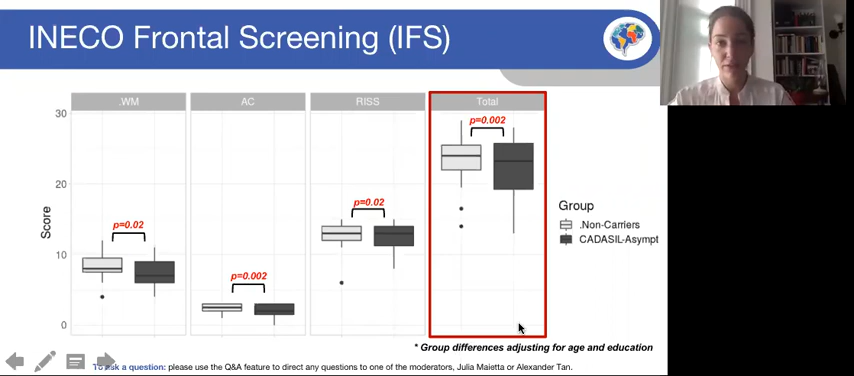 INECO Frontal Screening (IFS)
.WM
AC
RISS
Total
30
20
10
0
Score
p=0.02
p=0.002
p=0.02
p=0.002
Group
.Non-Carriers
CADASIL-Asympt
* Group differences adjusting for age and education
To ask a question: please use the Q&A feature to direct any questions to one of the moderators, Julia Maietta or Alexander Tan.